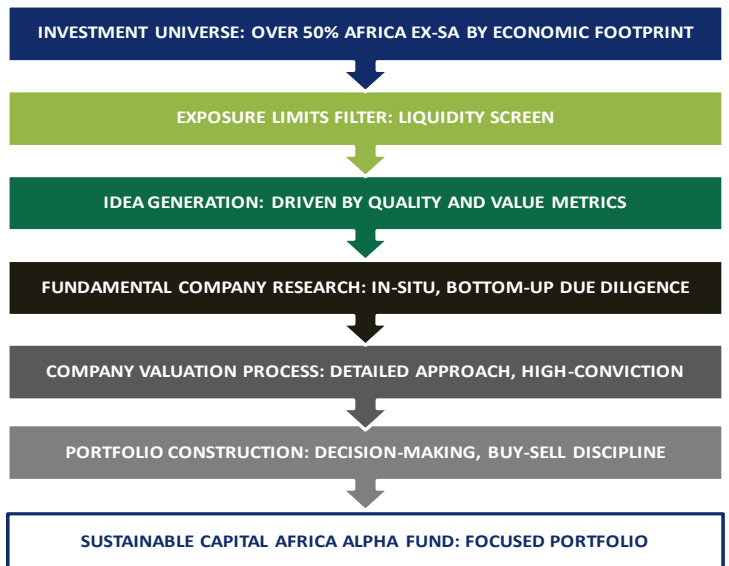 INVESTMENT UNIVERSE: OVER 50% AFRICA EX-SA BY ECONOMIC FOOTPRINT
EXPOSURE LIMITS FILTER: LIQUIDITY SCREEN
IDEA GENERATION: DRIVEN BY QUALITY AND VALUE METRICS
FUNDAMENTAL COMPANY RESEARCH: IN-SITU, BOTTOM-UP DUE DILIGENCE
COMPANY VALUATION PROCESS: DETAILED APPROACH, HIGH-CONVICTION
PORTFOLIO CONSTRUCTION: DECISION-MAKING, BUY-SELL DISCIPLINE
SUSTAINABLE CAPITAL AFRICA ALPHA FUND: FOCUSED PORTFOLIO